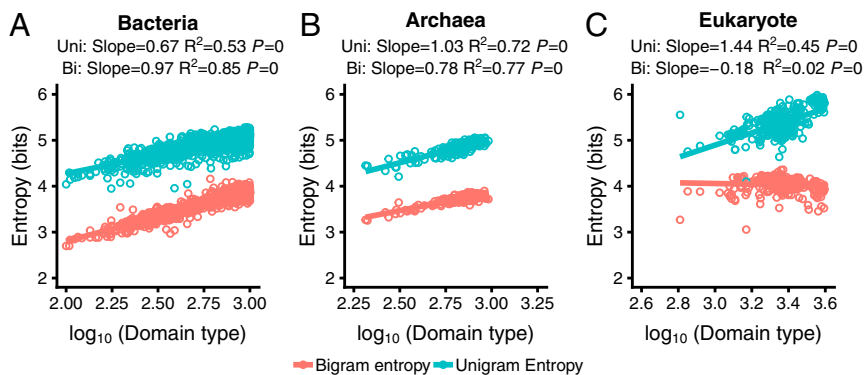 A Bacteria
Uni: Slope=0.67 R²=0.53 P=0
Bi: Slope=0.97 R²=0.85 P=0
6
5
4
3
2
Entropy (bits)
2.00 2.25 2.50 2.75 3.00
log₁₀ (Domain type)
B Archaea
Uni: Slope=1.03 R²=0.72 P=0
Bi: Slope=0.78 R²=0.77 P=0
6
5
4
3
2
Entropy (bits)
2.25 2.50 2.75 3.00 3.25
log₁₀ (Domain type)
C Eukaryote
Uni: Slope=1.44 R²=0.45 P=0
Bi: Slope=−0.18 R²=0.02 P=0
6
5
4
3
2
Entropy (bits)
2.6 2.8 3.0 3.2 3.4 3.6
log₁₀ (Domain type)
Bigram entropy Unigram Entropy